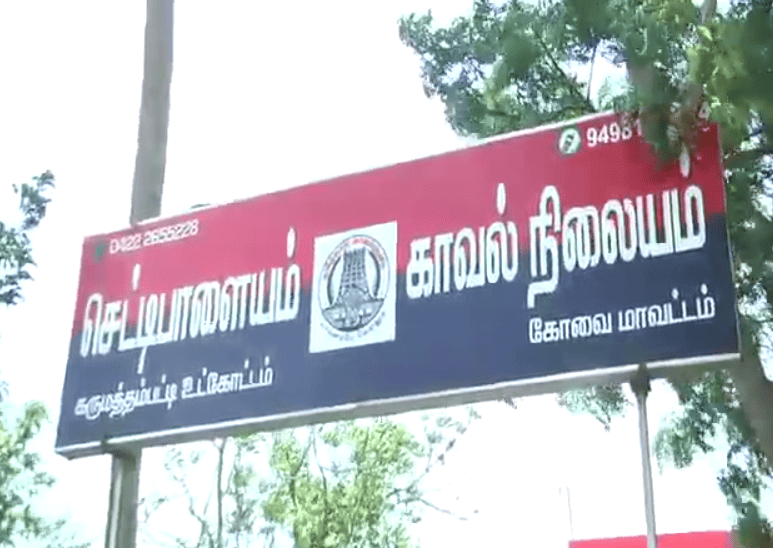 0422 2655228
செட்டிபாளையம் காவல் நிலையம்
கருமத்தம்பட்டி உட்கோட்டம்
கோவை மாவட்டம்